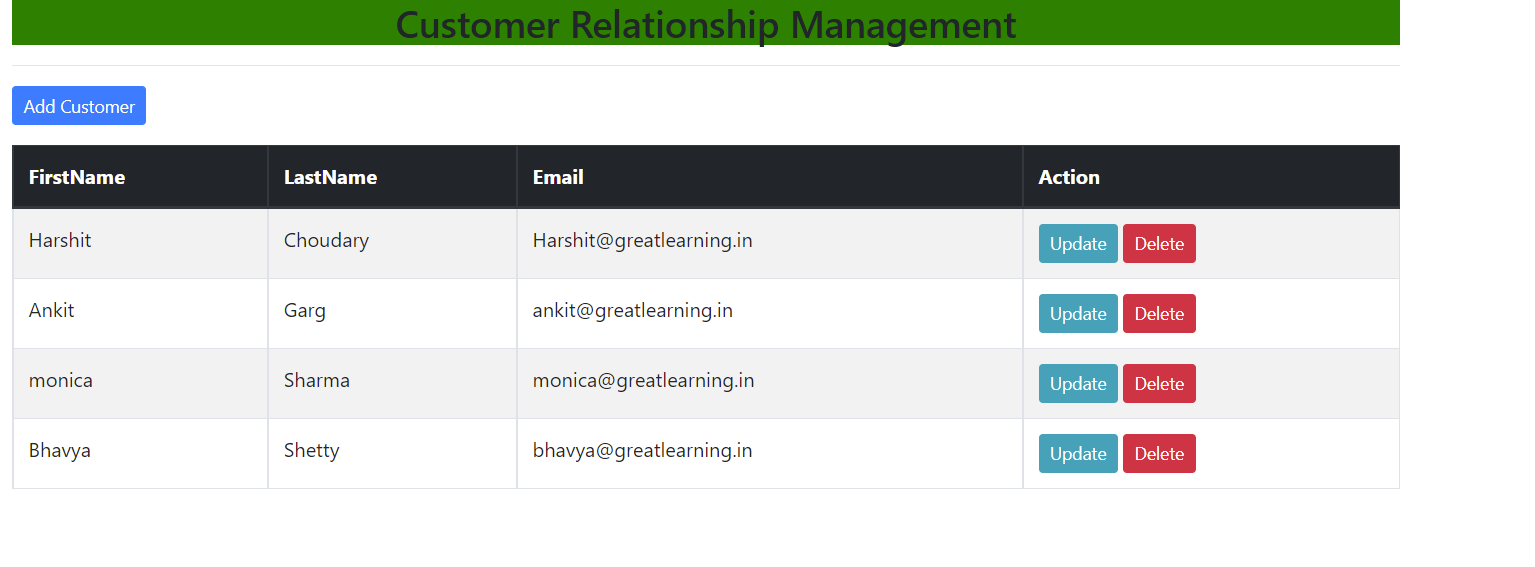 Customer Relationship Management
Add Customer
FirstName LastName Email Action
Harshit Choudary Harshit@greatlearning.in Update Delete
Ankit Garg ankit@greatlearning.in Update Delete
monica Sharma monica@greatlearning.in Update Delete
Bhavya Shetty bhavya@greatlearning.in Update Delete